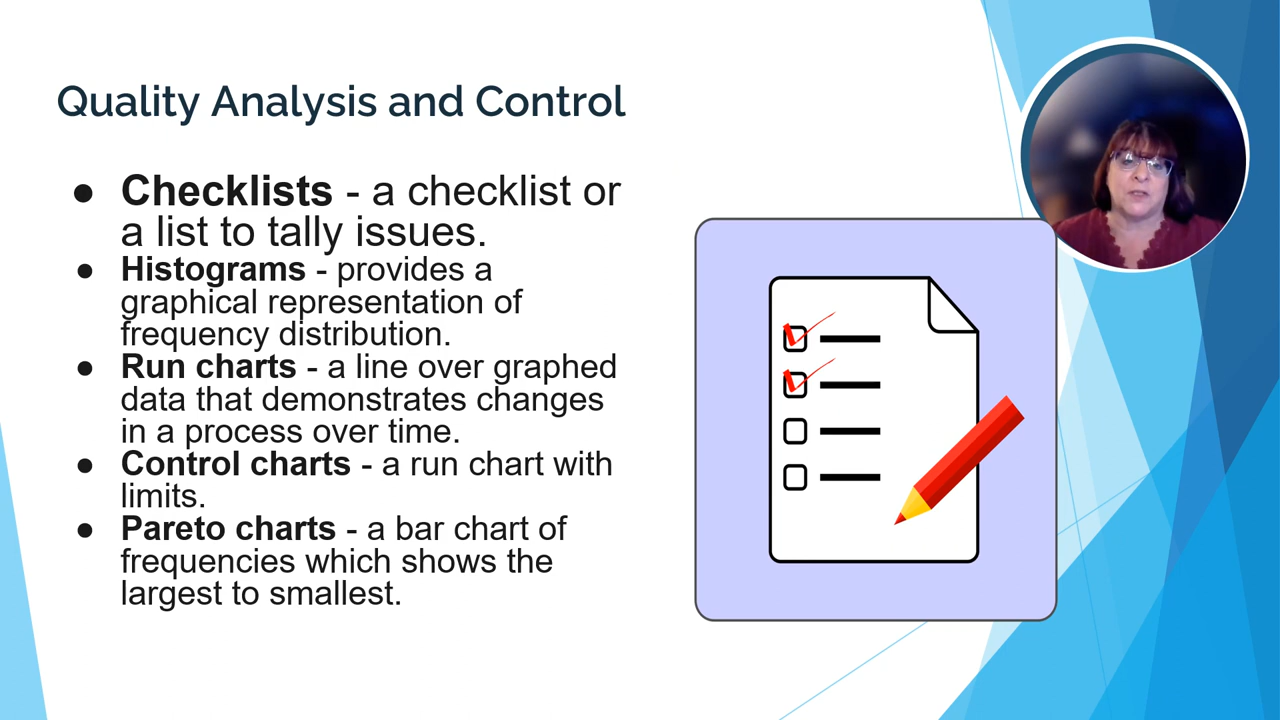 Quality Analysis and Control
● Checklists - a checklist or
a list to tally issues.
● Histograms - provides a
graphical representation of
frequency distribution.
● Run charts - a line over graphed
data that demonstrates changes
in a process over time.
● Control charts - a run chart with
limits.
● Pareto charts - a bar chart of
frequencies which shows the
largest to smallest.